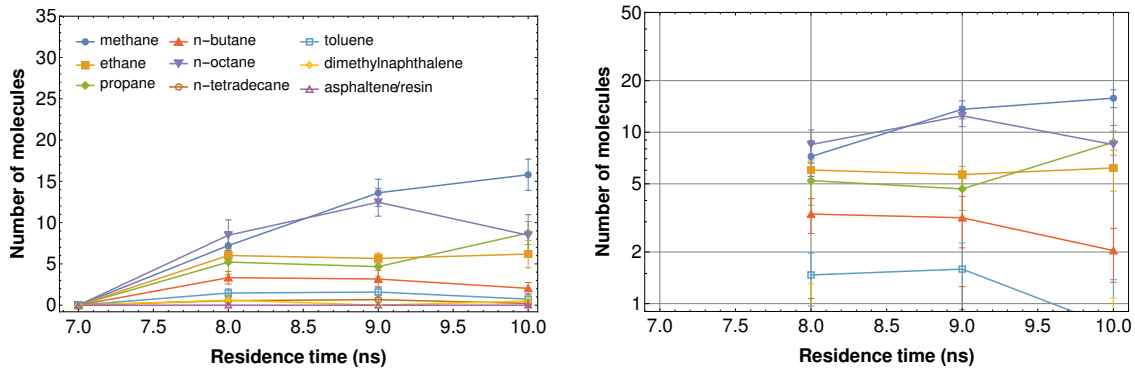 35
30
25
20
15
10
5
0
Number of molecules
methane
ethane
propane
n-butane
n-octane
n-tetradecane
toluene
dimethylnaphthalene
asphaltene/resin
7.0 7.5 8.0 8.5 9.0 9.5 10.0
Residence time (ns)
50
20
10
5
2
1
Number of molecules
7.0 7.5 8.0 8.5 9.0 9.5 10.0
Residence time (ns)